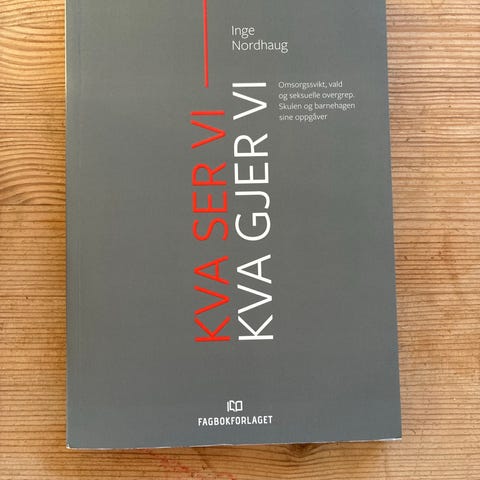 Inge
Nordhaug
Omsorgssvikt, vald
og seksuelle overgrep.
Skulen og barnehagen
sine oppgåver
KVA SER VI
KVA GJER VI
FAGBOKFORLAGET